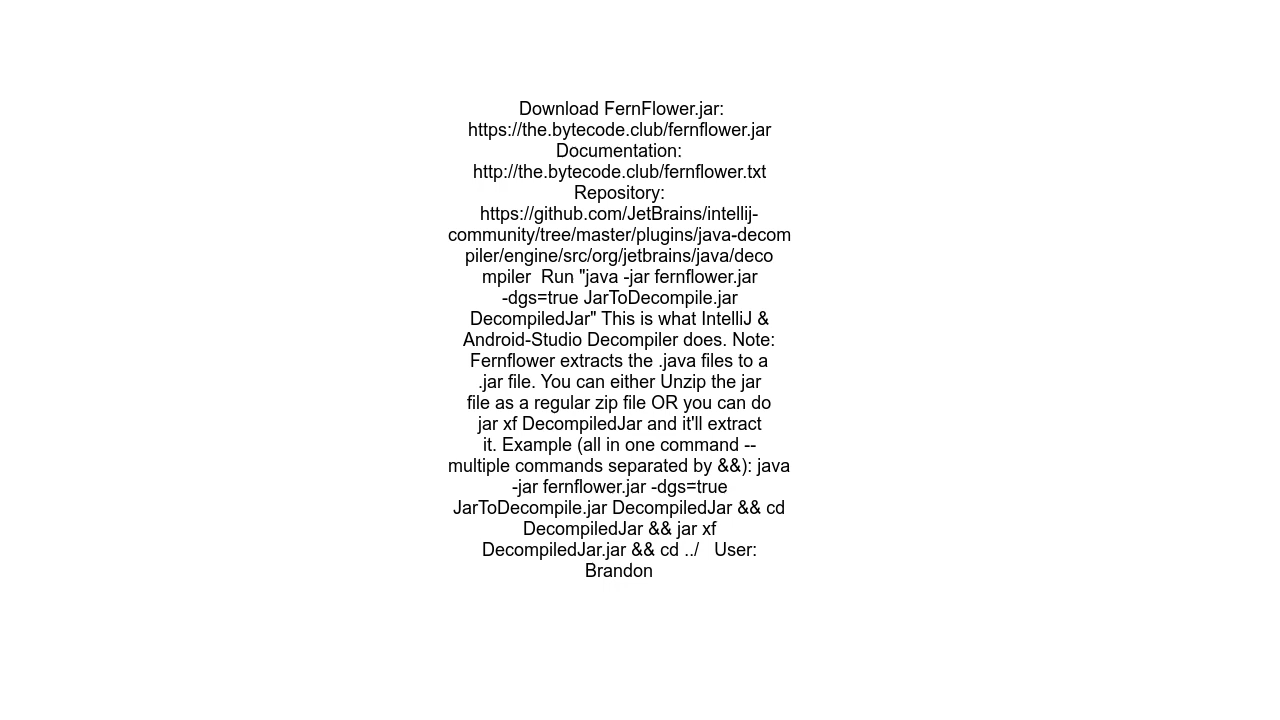 Download FernFlower.jar:
https://the.bytecode.club/fernflower.jar
Documentation:
http://the.bytecode.club/fernflower.txt
Repository:
https://github.com/JetBrains/intellij-
community/tree/master/plugins/java-decom
piler/engine/src/org/jetbrains/java/deco
mpiler  Run "java -jar fernflower.jar
-dgs=true JarToDecompile.jar
DecompiledJar" This is what IntelliJ &
Android-Studio Decompiler does. Note:
Fernflower extracts the .java files to a
.jar file. You can either Unzip the jar
file as a regular zip file OR you can do
jar xf DecompiledJar and it'll extract
it. Example (all in one command --
multiple commands separated by &&): java
-jar fernflower.jar -dgs=true
JarToDecompile.jar DecompiledJar && cd
DecompiledJar && jar xf
DecompiledJar.jar && cd ../   User:
Brandon